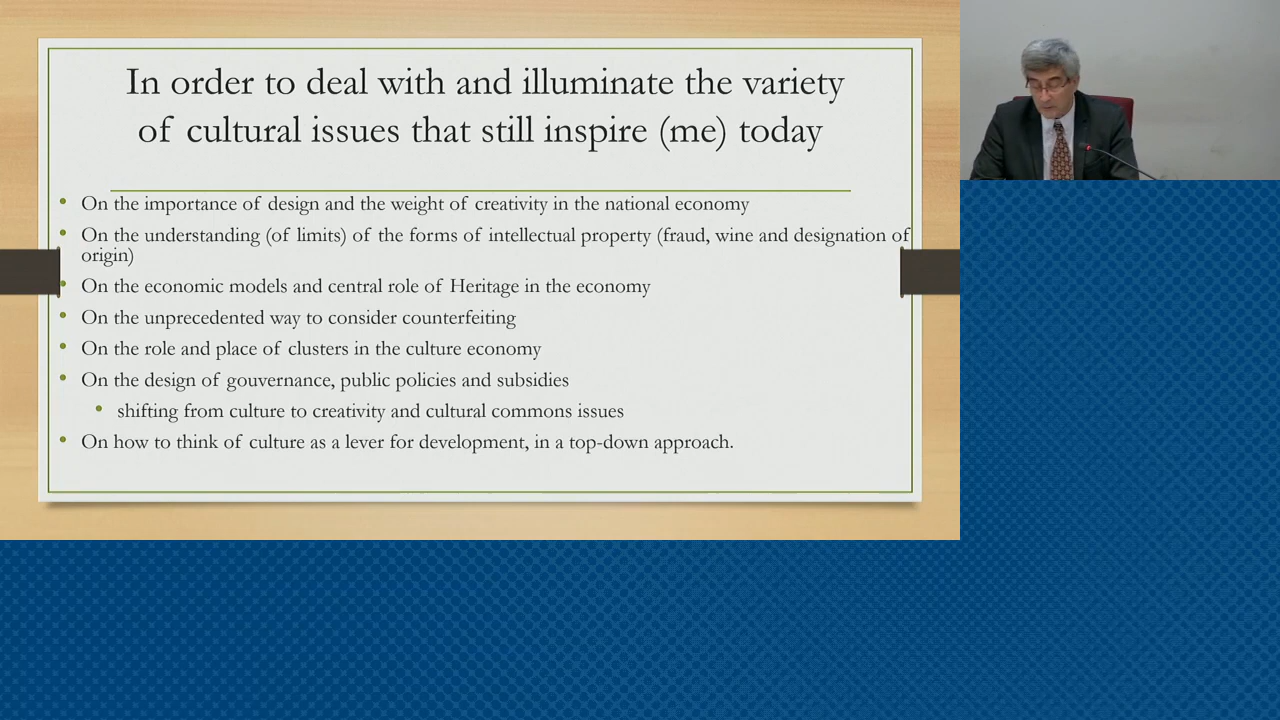 In order to deal with and illuminate the variety
of cultural issues that still inspire (me) today
• On the importance of design and the weight of creativity in the national economy
• On the understanding (of limits) of the forms of intellectual property (fraud, wine and designation of
origin)
• On the economic models and central role of Heritage in the economy
• On the unprecedented way to consider counterfeiting
• On the role and place of clusters in the culture economy
• On the design of gouvernance, public policies and subsidies
• shifting from culture to creativity and cultural commons issues
• On how to think of culture as a lever for development, in a top-down approach.